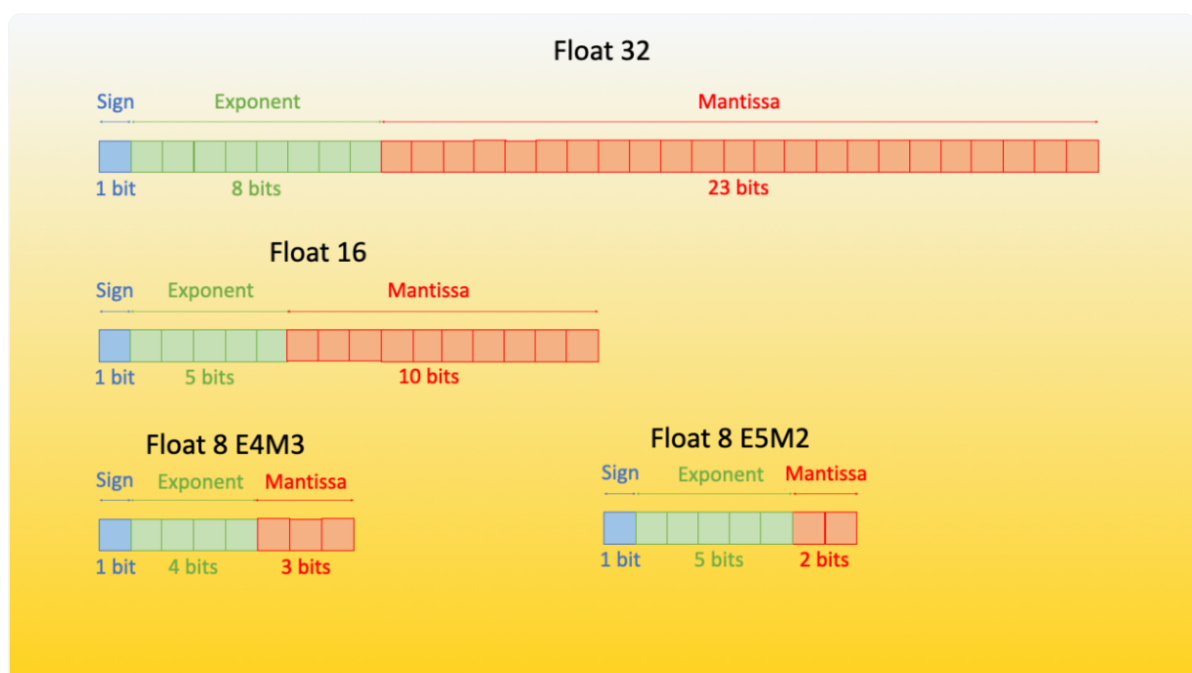 Float 32
Sign Exponent Mantissa
1 bit 8 bits 23 bits
Float 16
Sign Exponent Mantissa
1 bit 5 bits 10 bits
Float 8 E4M3
Sign Exponent Mantissa
1 bit 4 bits 3 bits
Float 8 E5M2
Sign Exponent Mantissa
1 bit 5 bits 2 bits